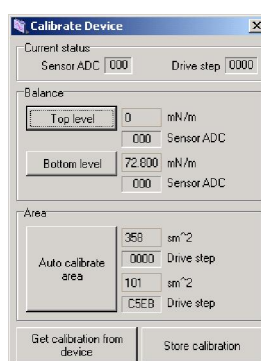 Calibrate Device
Current status
Sensor ADC 000 Drive step 0000
Balance
Top level 0 mN/m
000 Sensor ADC
Bottom level 72.800 mN/m
000 Sensor ADC
Area
358 sm^2
Auto calibrate area 0000 Drive step
101 sm^2
C5EB Drive step
Get calibration from device
Store calibration